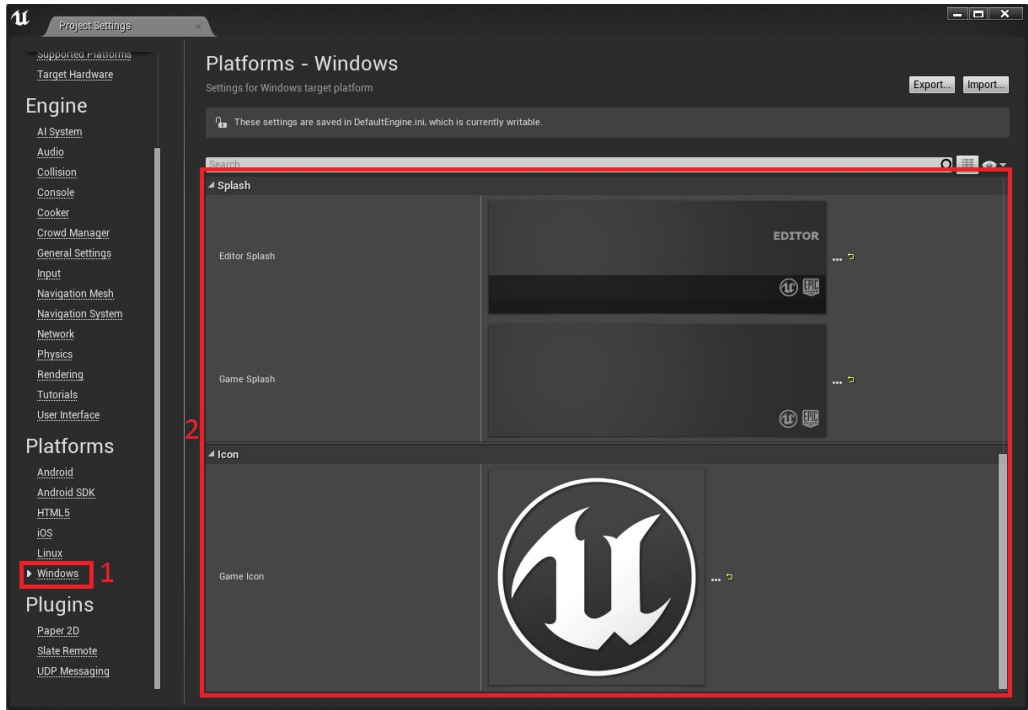 Project Settings
Supported Platforms
Target Hardware
Engine
AI System
Audio
Collision
Console
Cooker
Crowd Manager
General Settings
Input
Navigation Mesh
Navigation System
Network
Physics
Rendering
Tutorials
User Interface
Platforms
Android
Android SDK
HTML5
iOS
Linux
Windows
1
Plugins
Paper 2D
Slate Remote
UDP Messaging
Platforms - Windows
Settings for Windows target platform
Export... Import...
These settings are saved in DefaultEngine.ini, which is currently writable.
Search
2
Splash
Editor Splash
EDITOR
EPIC
...
Game Splash
EPIC
...
Icon
Game Icon
...